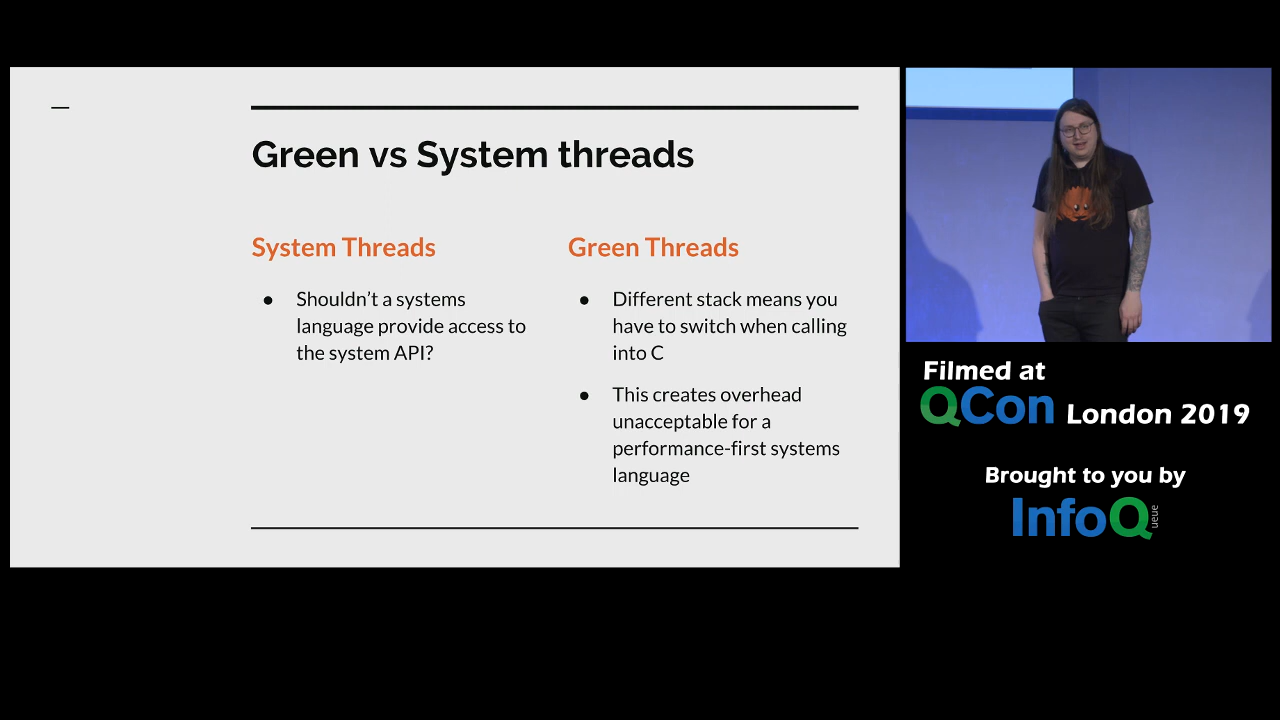 Green vs System threads
System Threads
● Shouldn’t a systems
language provide access to
the system API?
Green Threads
● Different stack means you
have to switch when calling
into C
● This creates overhead
unacceptable for a
performance-first systems
language
Filmed at
QCon London 2019
Brought to you by
InfoQ
ueue